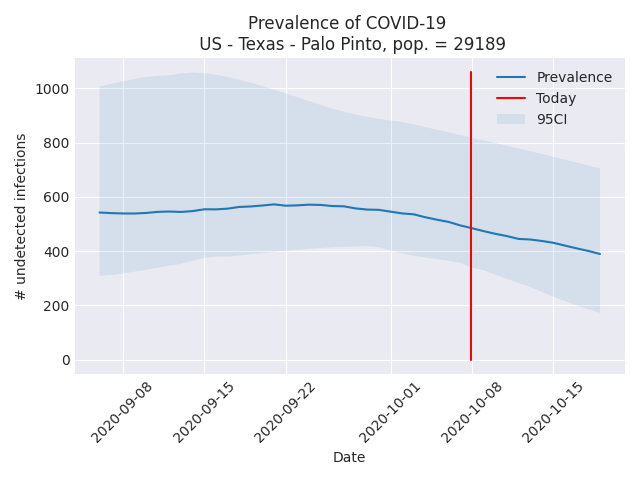 Prevalence of COVID-19
US - Texas - Palo Pinto, pop. = 29189
Prevalence
Today
95CI
# undetected infections
1000
800
600
400
200
0
2020-09-08
2020-09-15
2020-09-22
2020-10-01
2020-10-08
2020-10-15
Date